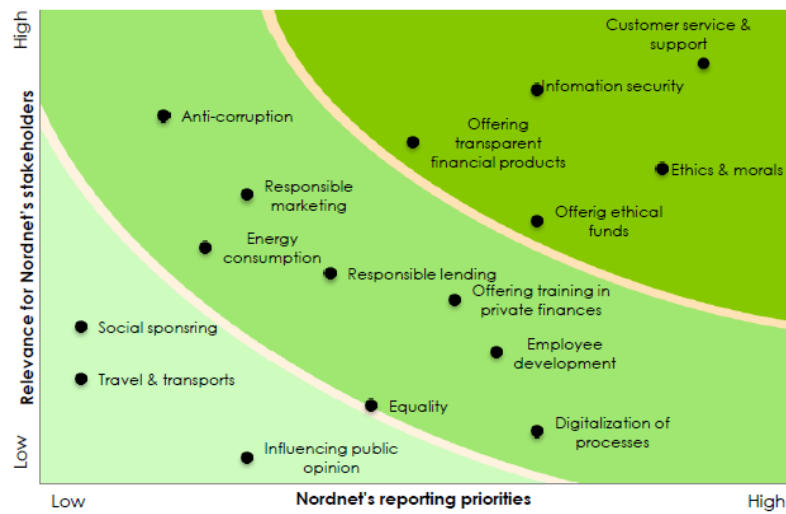 High
Relevance for Nordnet's stakeholders
Low
Customer service &
support
Infomation security
Anti-corruption
Offering
transparent
financial products
Ethics & morals
Responsible
marketing
Offerig ethical
funds
Energy
consumption
Responsible lending
Offering training in
private finances
Social sponsring
Employee
development
Travel & transports
Equality
Digitalization of
processes
Influencing public
opinion
Low
Nordnet's reporting priorities
High